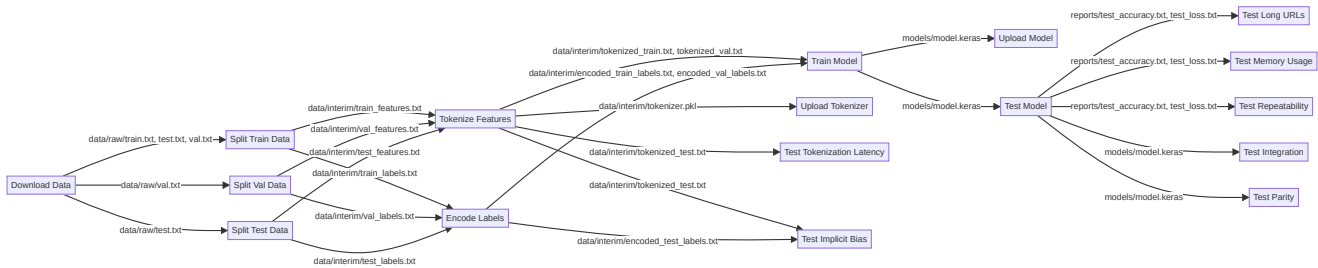 Download Data
data/raw/train.txt, test.txt, val.txt
data/raw/val.txt
data/raw/test.txt
Split Train Data
Split Val Data
Split Test Data
data/interim/train_features.txt
data/interim/val_features.txt
data/interim/test_features.txt
data/interim/train_labels.txt
data/interim/val_labels.txt
data/interim/test_labels.txt
Tokenize Features
Encode Labels
data/interim/tokenized_train.txt, tokenized_val.txt
data/interim/encoded_train_labels.txt, encoded_val_labels.txt
data/interim/tokenizer.pkl
data/interim/tokenized_test.txt
data/interim/tokenized_test.txt
data/interim/encoded_test_labels.txt
Train Model
Upload Tokenizer
Test Tokenization Latency
Test Implicit Bias
models/model.keras
models/model.keras
Upload Model
Test Model
reports/test_accuracy.txt, test_loss.txt
reports/test_accuracy.txt, test_loss.txt
reports/test_accuracy.txt, test_loss.txt
models/model.keras
models/model.keras
Test Long URLs
Test Memory Usage
Test Repeatability
Test Integration
Test Parity